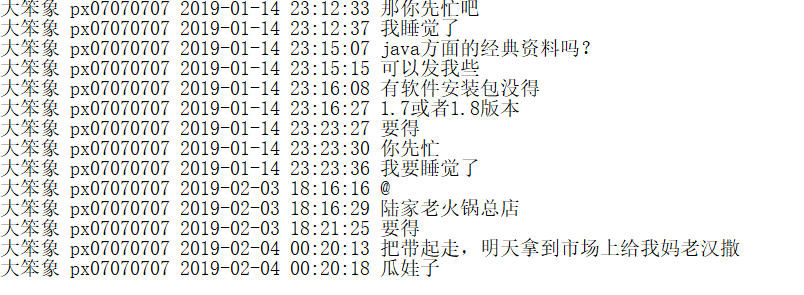 大笨象 px07070707 2019-01-14 23:12:33 那你先忙吧
大笨象 px07070707 2019-01-14 23:12:37 我睡觉了
大笨象 px07070707 2019-01-14 23:15:07 java方面的经典资料吗？
大笨象 px07070707 2019-01-14 23:15:15 可以发我些
大笨象 px07070707 2019-01-14 23:16:08 有软件安装包没得
大笨象 px07070707 2019-01-14 23:16:27 1.7或者1.8版本
大笨象 px07070707 2019-01-14 23:23:27 要得
大笨象 px07070707 2019-01-14 23:23:30 你先忙
大笨象 px07070707 2019-01-14 23:23:36 我要睡觉了
大笨象 px07070707 2019-02-03 18:16:16 @
大笨象 px07070707 2019-02-03 18:16:29 陆家老火锅总店
大笨象 px07070707 2019-02-03 18:21:25 要得
大笨象 px07070707 2019-02-04 00:20:13 把带起走，明天拿到市场上给我妈老汉撒
大笨象 px07070707 2019-02-04 00:20:18 瓜娃子